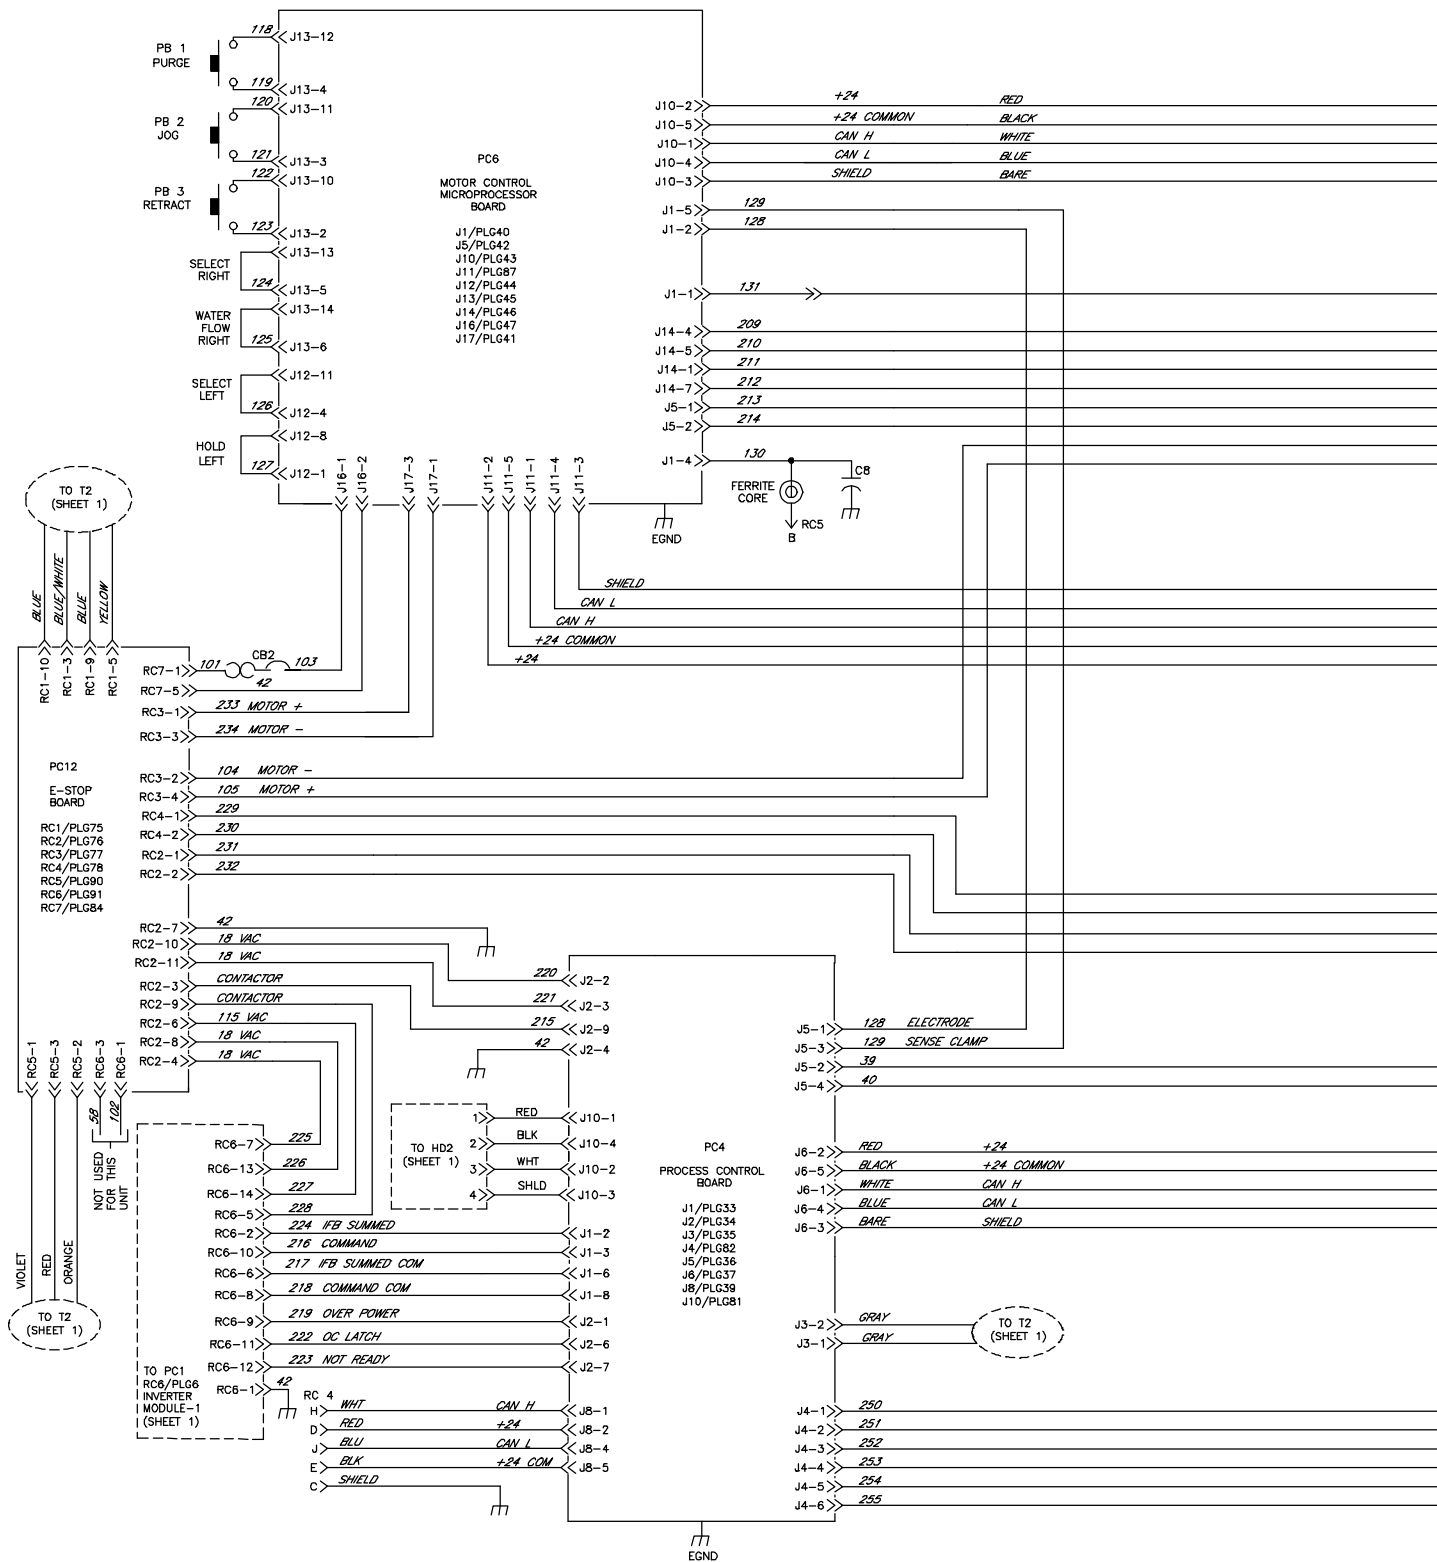 118
J13-12
PB 1
PURGE
119
J13-4
120
J13-11
PB 2
JOG
121
J13-3
122
J13-10
PB 3
RETRACT
123
J13-2
J13-13
SELECT
RIGHT
124
J13-5
J13-14
WATER
FLOW
RIGHT
125
J13-6
J12-11
SELECT
LEFT
126
J12-4
J12-8
HOLD
LEFT
127
J12-1
PC6
MOTOR CONTROL
MICROPROCESSOR
BOARD
J1/PLG40
J5/PLG42
J10/PLG43
J11/PLG87
J12/PLG44
J13/PLG45
J14/PLG46
J16/PLG47
J17/PLG41
J10-2 +24 RED
J10-5 +24 COMMON BLACK
J10-1 CAN H WHITE
J10-4 CAN L BLUE
J10-3 SHIELD BARE
J1-5 129
J1-2 128
J1-1 131
J14-4 209
J14-5 210
J14-1 211
J14-7 212
J5-1 213
J5-2 214
J1-4 130
FERRITE
CORE
C8
RC5
B
EGND
J16-1
J16-2
J17-3
J17-1
J11-2
J11-5
J11-1
J11-4
J11-3
SHIELD
CAN L
CAN H
+24 COMMON
+24
TO T2
(SHEET 1)
BLUE
BLUE/WHITE
BLUE
YELLOW
RC1-10
RC1-3
RC1-9
RC1-5
RC7-1 101 CB2 103
RC7-5 42
RC3-1 233 MOTOR +
RC3-3 234 MOTOR -
PC12
E-STOP
BOARD
RC1/PLG75
RC2/PLG76
RC3/PLG77
RC4/PLG78
RC5/PLG90
RC6/PLG91
RC7/PLG84
RC3-2 104 MOTOR -
RC3-4 105 MOTOR +
RC4-1 229
RC4-2 230
RC2-1 231
RC2-2 232
RC2-7 42
RC2-10 18 VAC
RC2-11 18 VAC
RC2-3 CONTACTOR
RC2-9 CONTACTOR
RC2-6 115 VAC
RC2-8 18 VAC
RC2-4 18 VAC
RC5-1
RC5-3
RC5-2
RC6-3
RC6-1
58
102
NOT USED
FOR THIS
UNIT
VIOLET
RED
ORANGE
TO T2
(SHEET 1)
220 J2-2
221 J2-3
215 J2-9
42 J2-4
TO HD2
(SHEET 1)
1 RED J10-1
2 BLK J10-4
3 WHT J10-2
4 SHLD J10-3
RC6-7 225
RC6-13 226
RC6-14 227
RC6-5 228
RC6-2 224 IFB SUMMED J1-2
RC6-10 216 COMMAND J1-3
RC6-6 217 IFB SUMMED COM J1-6
RC6-8 218 COMMAND COM J1-8
RC6-9 219 OVER POWER J2-1
RC6-11 222 OC LATCH J2-6
RC6-12 223 NOT READY J2-7
RC6-1 42
TO PC1
RC6/PLG6
INVERTER
MODULE-1
(SHEET 1)
RC 4
H WHT CAN H J8-1
D RED +24 J8-2
J BLU CAN L J8-4
E BLK +24 COM J8-5
C SHIELD
PC4
PROCESS CONTROL
BOARD
J1/PLG33
J2/PLG34
J3/PLG35
J4/PLG82
J5/PLG36
J6/PLG37
J8/PLG39
J10/PLG81
J5-1 128 ELECTRODE
J5-3 129 SENSE CLAMP
J5-2 39
J5-4 40
J6-2 RED +24
J6-5 BLACK +24 COMMON
J6-1 WHITE CAN H
J6-4 BLUE CAN L
J6-3 BARE SHIELD
J3-2 GRAY
J3-1 GRAY
TO T2
(SHEET 1)
J4-1 250
J4-2 251
J4-3 252
J4-4 253
J4-5 254
J4-6 255
EGND